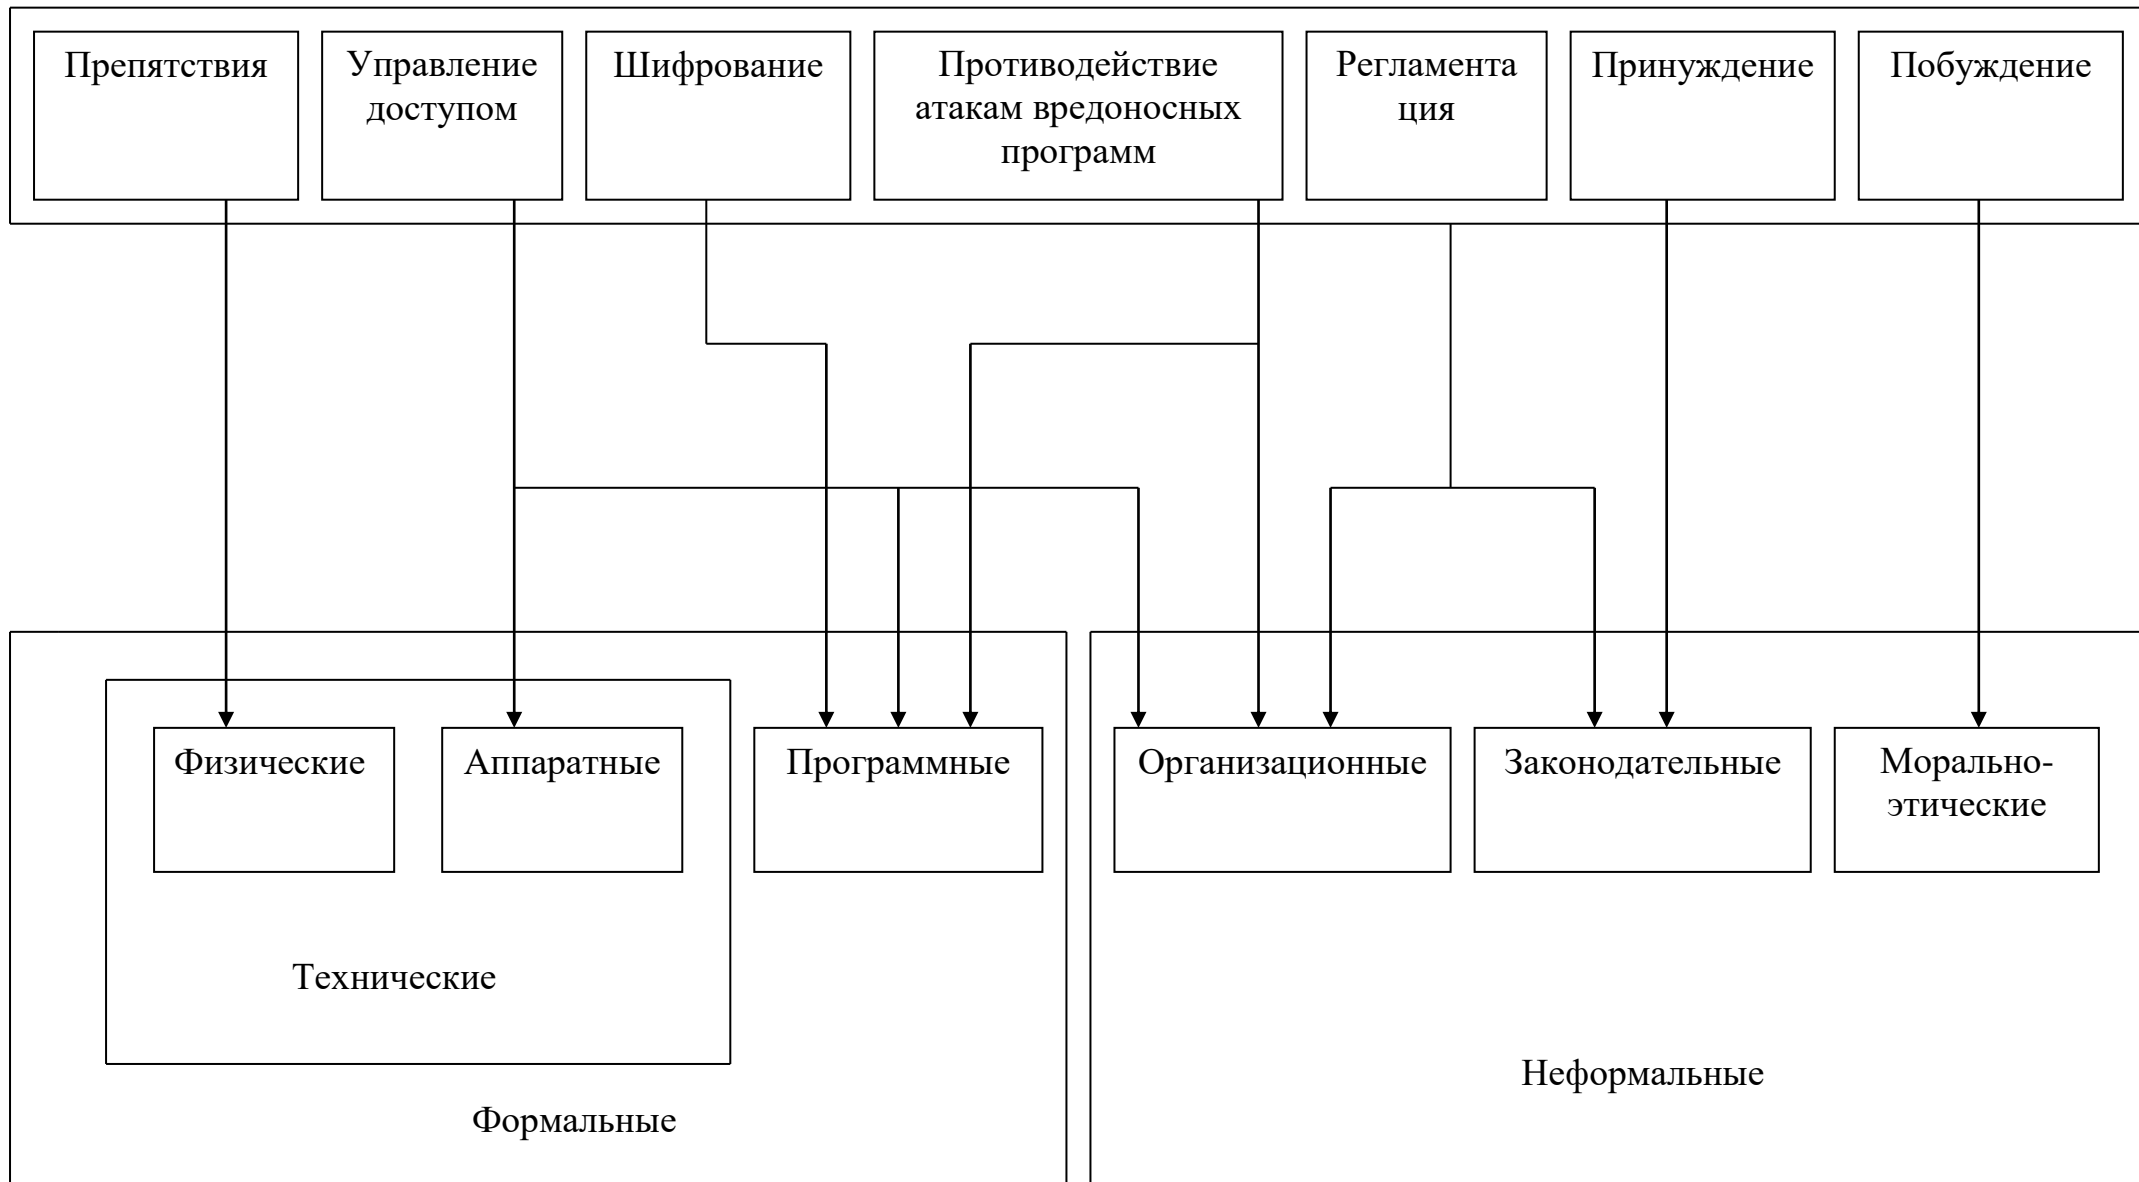 Препятствия
Управление
доступом
Шифрование
Противодействие
атакам вредоносных
программ
Регламента
ция
Принуждение
Побуждение
Физические
Аппаратные
Программные
Организационные
Законодательные
Морально-
этические
Технические
Неформальные
Формальные